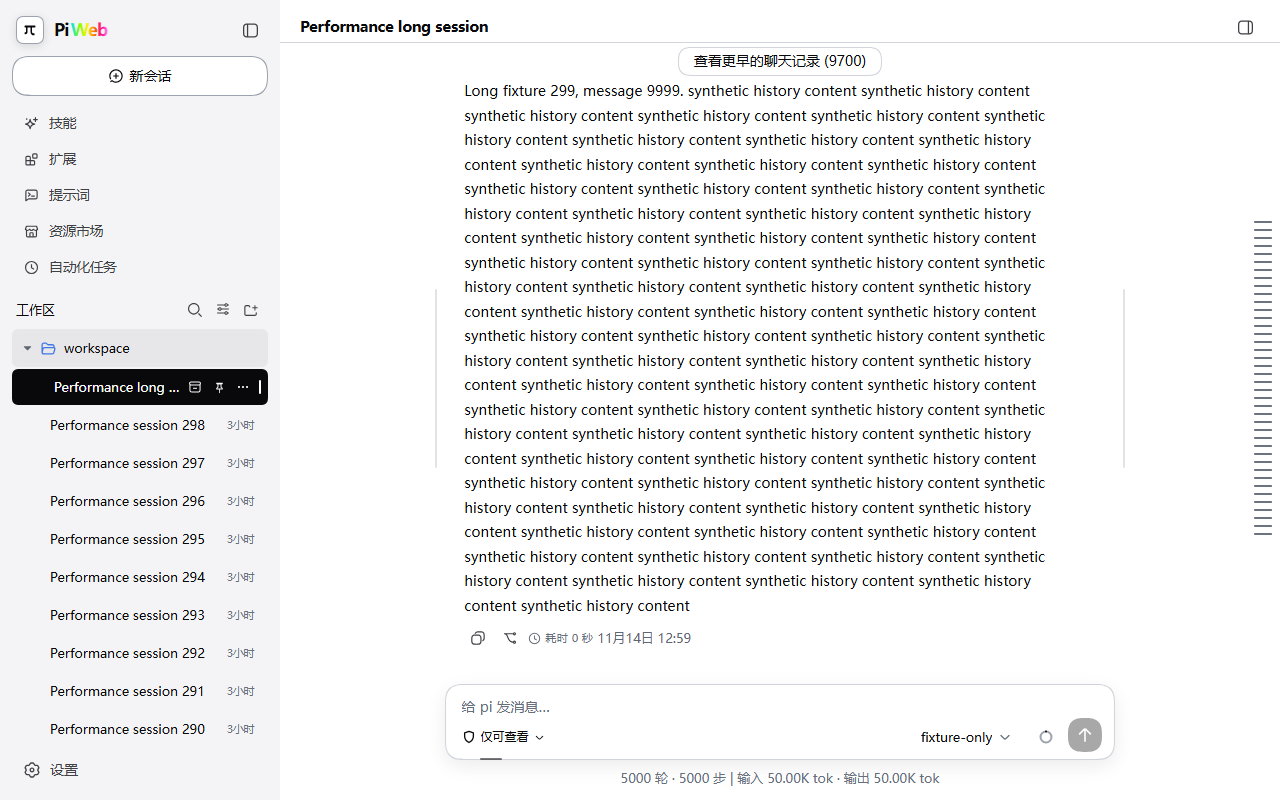 π PiWeb
新会话
技能
扩展
提示词
资源市场
自动化任务
工作区
workspace
Performance long ...
Performance session 298 3小时
Performance session 297 3小时
Performance session 296 3小时
Performance session 295 3小时
Performance session 294 3小时
Performance session 293 3小时
Performance session 292 3小时
Performance session 291 3小时
Performance session 290 3小时
设置
Performance long session
查看更早的聊天记录 (9700)
Long fixture 299, message 9999. synthetic history content synthetic history content
synthetic history content synthetic history content synthetic history content synthetic
history content synthetic history content synthetic history content synthetic history
content synthetic history content synthetic history content synthetic history content
synthetic history content synthetic history content synthetic history content synthetic
history content synthetic history content synthetic history content synthetic history
content synthetic history content synthetic history content synthetic history content
synthetic history content synthetic history content synthetic history content synthetic
history content synthetic history content synthetic history content synthetic history
content synthetic history content synthetic history content synthetic history content
synthetic history content synthetic history content synthetic history content synthetic
history content synthetic history content synthetic history content synthetic history
content synthetic history content synthetic history content synthetic history content
synthetic history content synthetic history content synthetic history content synthetic
history content synthetic history content synthetic history content synthetic history
content synthetic history content synthetic history content synthetic history content
synthetic history content synthetic history content synthetic history content synthetic
history content synthetic history content synthetic history content synthetic history
content synthetic history content synthetic history content synthetic history content
synthetic history content synthetic history content synthetic history content synthetic
history content synthetic history content synthetic history content synthetic history
content synthetic history content
耗时 0 秒 11月14日 12:59
给 pi 发消息...
仅可查看
fixture-only
5000 轮 · 5000 步 | 输入 50.00K tok · 输出 50.00K tok